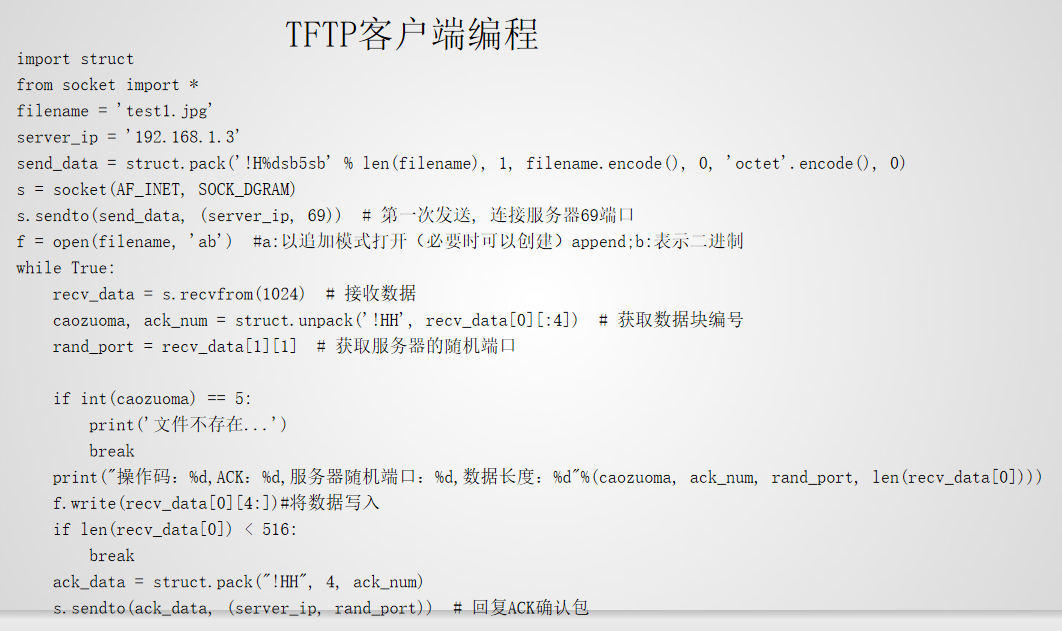 TFTP客户端编程
import struct
from socket import *
filename = 'test1.jpg'
server_ip = '192.168.1.3'
send_data = struct.pack('!H%dsb5sb' % len(filename), 1, filename.encode(), 0, 'octet'.encode(), 0)
s = socket(AF_INET, SOCK_DGRAM)
s.sendto(send_data, (server_ip, 69))  # 第一次发送, 连接服务器69端口
f = open(filename, 'ab')  #a:以追加模式打开（必要时可以创建）append;b:表示二进制
while True:
    recv_data = s.recvfrom(1024)  # 接收数据
    caozuoma, ack_num = struct.unpack('!HH', recv_data[0][:4])  # 获取数据块编号
    rand_port = recv_data[1][1]  # 获取服务器的随机端口
    if int(caozuoma) == 5:
        print('文件不存在...')
        break
    print("操作码：%d,ACK：%d,服务器随机端口：%d,数据长度：%d"%(caozuoma, ack_num, rand_port, len(recv_data[0])))
    f.write(recv_data[0][4:])#将数据写入
    if len(recv_data[0]) < 516:
        break
    ack_data = struct.pack("!HH", 4, ack_num)
    s.sendto(ack_data, (server_ip, rand_port))  # 回复ACK确认包